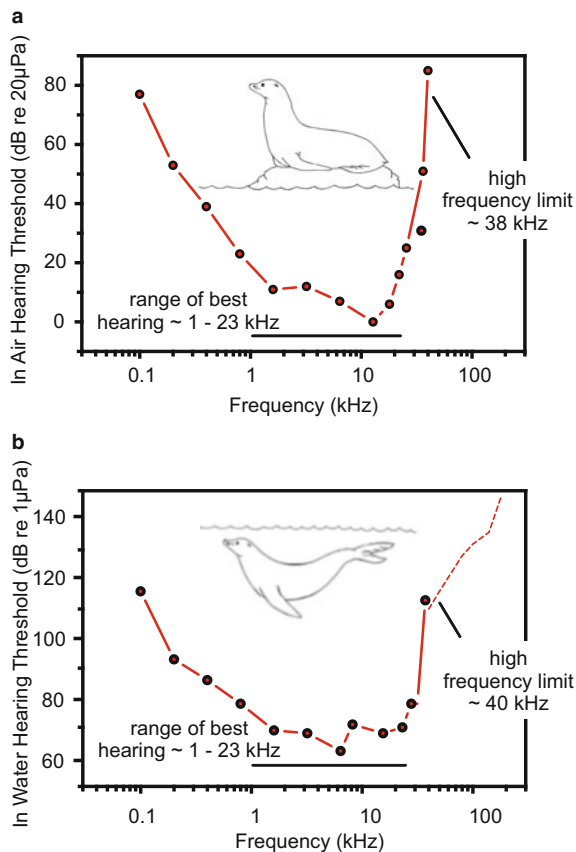 a
In Air Hearing Threshold (dB re 20µPa)
80
60
40
20
0
high
frequency limit
~ 38 kHz
range of best
hearing ~ 1 - 23 kHz
0.1
1
10
100
Frequency (kHz)
b
In Water Hearing Threshold (dB re 1µPa)
140
120
100
80
60
high
frequency limit
~ 40 kHz
range of best
hearing ~ 1 - 23 kHz
0.1
1
10
100
Frequency (kHz)